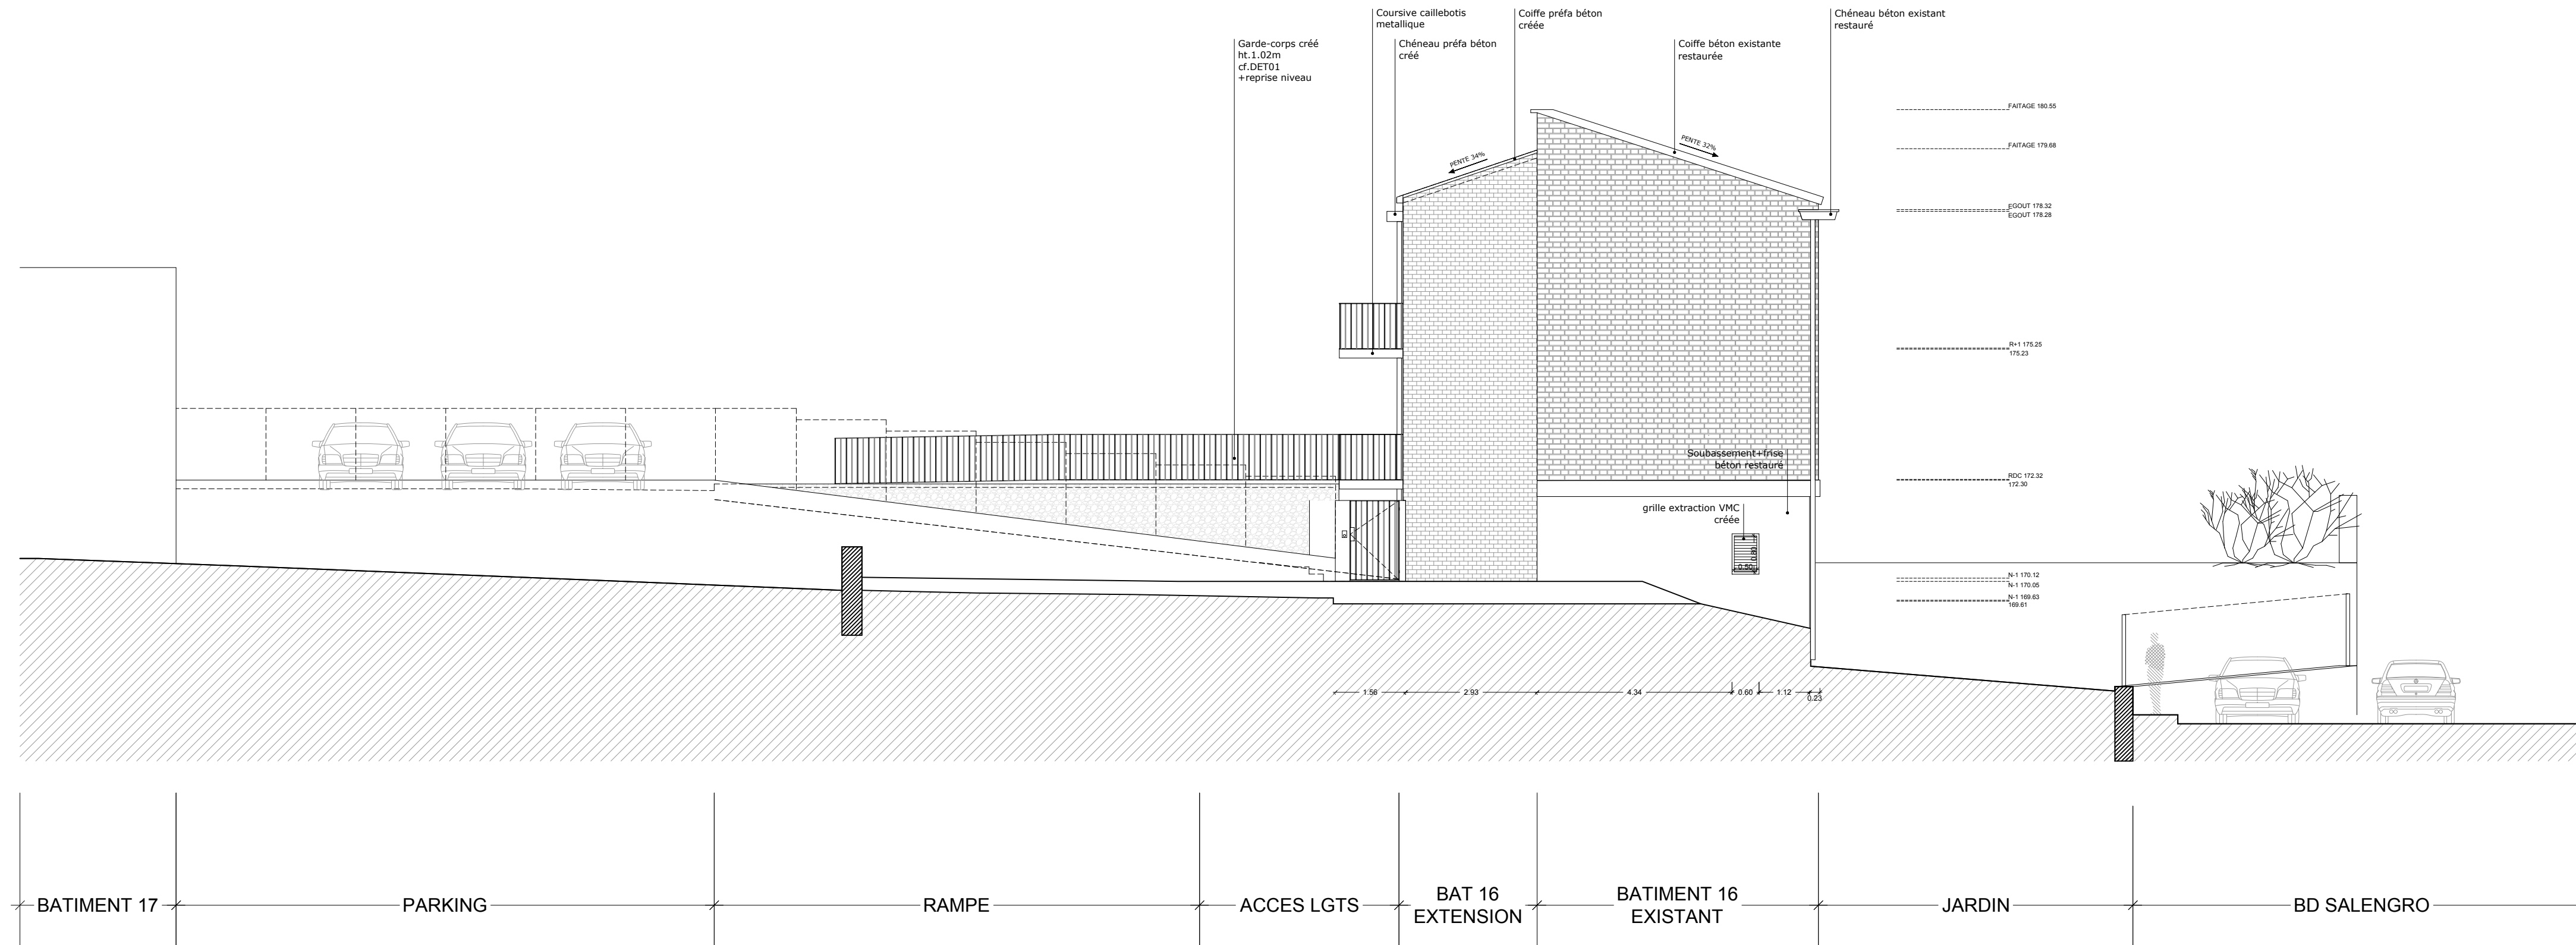 Coursive caillebotis
metallique
Coiffe préfa béton
créée
Chéneau béton existant
restauré
Garde-corps créé
ht.1.02m
cf.DET01
+reprise niveau
Chéneau préfa béton
créé
Coiffe béton existante
restaurée
FAITAGE 180.55
PENTE 34%
PENTE 32%
FAITAGE 179.68
EGOUT 178.32
EGOUT 178.28
R+1 175.25
175.23
Soubassement+frise
béton restauré
RDC 172.32
172.30
grille extraction VMC
créée
0.80
0.50
N-1 170.12
N-1 170.05
N-1 169.63
169.61
1.56
2.93
4.34
0.60
1.12
0.23
BATIMENT 17
PARKING
RAMPE
ACCES LGTS
BAT 16
EXTENSION
BATIMENT 16
EXISTANT
JARDIN
BD SALENGRO